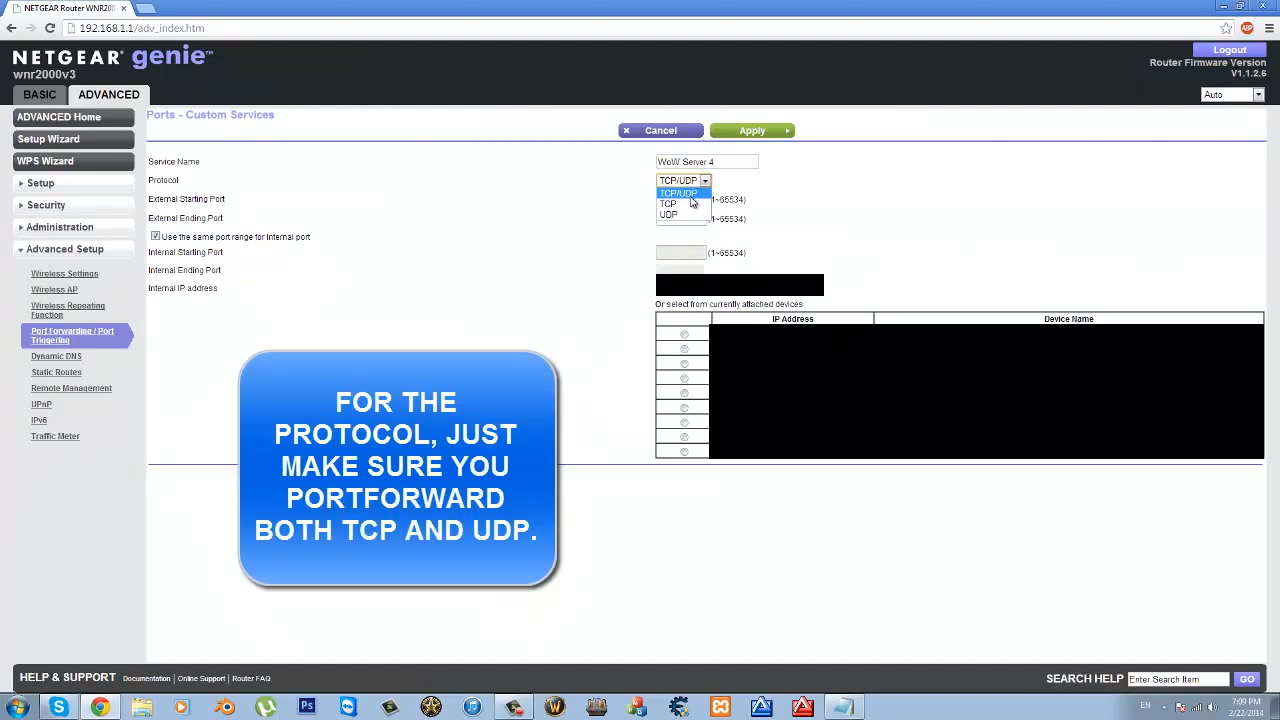 NETGEAR Router WNR200
192.168.1.1/adv_index.htm
ABP
NETGEAR® genie™
Logout
wnr2000v3
Router Firmware Version
V1.1.2.6
BASIC
ADVANCED
Auto
ADVANCED Home
Setup Wizard
WPS Wizard
Setup
Security
Administration
Advanced Setup
Wireless Settings
Wireless AP
Wireless Repeating
Function
Port Forwarding / Port
Triggering
Dynamic DNS
Static Routes
Remote Management
UPnP
IPv6
Traffic Meter
Ports - Custom Services
Cancel
Apply
Service Name
WoW Server 4
Protocol
TCP/UDP
TCP/UDP
TCP
UDP
External Starting Port
(1~65534)
External Ending Port
(1~65534)
Use the same port range for Internal port
Internal Starting Port
(1~65534)
Internal Ending Port
Internal IP address
Or select from currently attached devices
IP Address
Device Name
FOR THE
PROTOCOL, JUST
MAKE SURE YOU
PORTFORWARD
BOTH TCP AND UDP.
HELP & SUPPORT
Documentation | Online Support | Router FAQ
SEARCH HELP
Enter Search Item
GO
Ps
EN
7:09 PM
2/22/2014